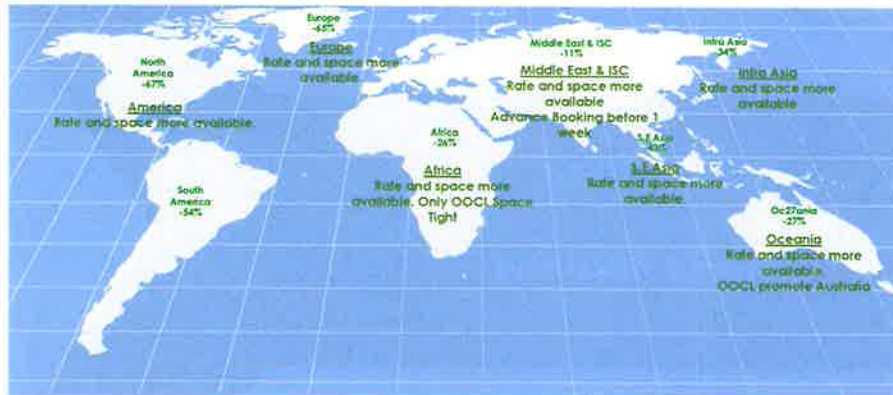 Europe
-65%
Europe
Rate and space more
available
North
America
-67%
America
Rate and space more available.
South
America
-54%
Africa
-26%
Africa
Rate and space more
available. Only OOCL Space
Tight
Middle East & ISC
-11%
Middle East & ISC
Rate and space more
available
Advance Booking before 1
week
Intra Asia
-34%
Intra Asia
Rate and space more
available
S.E Asia
S.E Asia
Rate and space more
available.
Oc27ania
-27%
Oceania
Rate and space more
available.
OOCL promote Australia